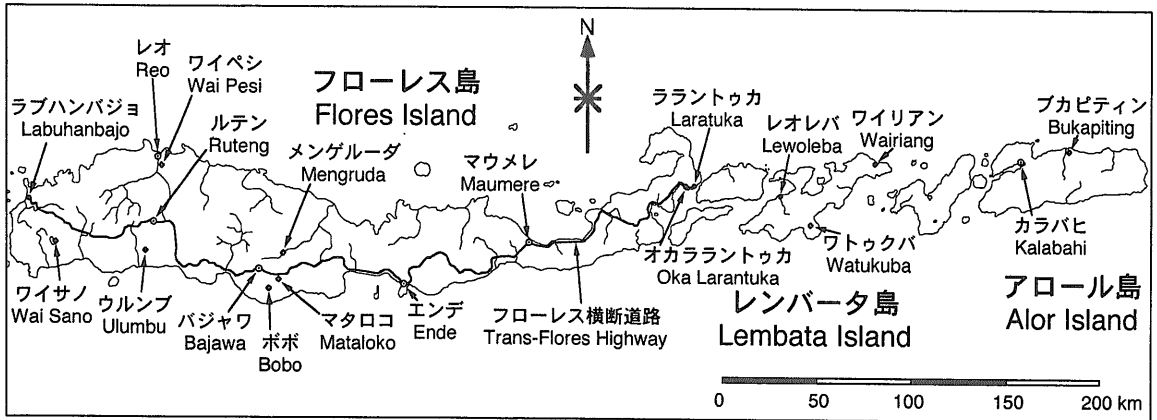 N
レオ
Reo
ワイペシ
Wai Pesi
フローレス島
Flores Island
ラブハンバジョ
Labuhanbajo
ルテン
Ruteng
メンゲルーダ
Mengruda
マウメレ
Maumere
ララントゥカ
Laratuka
レオレバ
Lewoleba
ワイリアン
Wairiang
ブカピティン
Bukapiting
ワイサノ
Wai Sano
ウルンブ
Ulumbu
バジャワ
Bajawa
ボボ
Bobo
マタロコ
Mataloko
エンデ
Ende
フローレス横断道路
Trans-Flores Highway
オカララントゥカ
Oka Larantuka
ワトゥクバ
Watukuba
カラバヒ
Kalabahi
レンバータ島
Lembata Island
アロール島
Alor Island
0 50 100 150 200 km